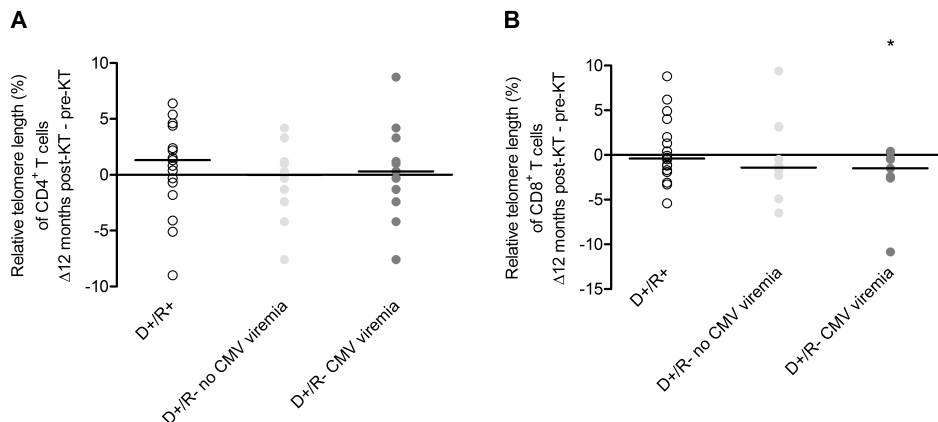 A
Relative telomere length (%)
of CD4+ T cells
Δ12 months post-KT - pre-KT
10
5
0
-5
-10
D+/R+
D+/R- no CMV viremia
D+/R- CMV viremia
B
*
Relative telomere length (%)
of CD8+ T cells
Δ12 months post-KT - pre-KT
10
5
0
-5
-10
-15
D+/R+
D+/R- no CMV viremia
D+/R- CMV viremia